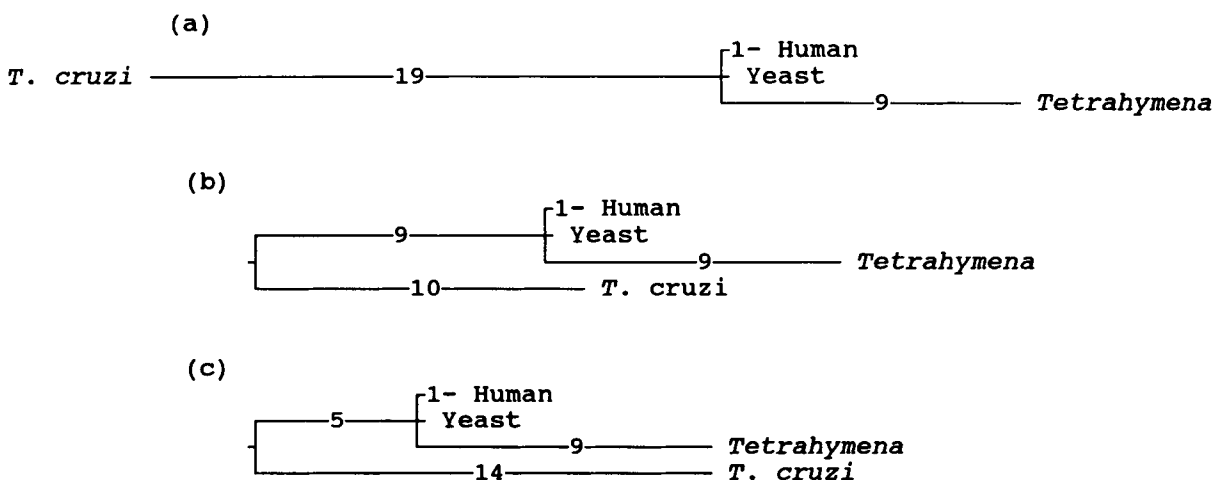 (a)
1- Human
T. cruzi 19 Yeast
9 Tetrahymena
(b)
1- Human
9 Yeast
9 Tetrahymena
10 T. cruzi
(c)
1- Human
5 Yeast
9 Tetrahymena
14 T. cruzi